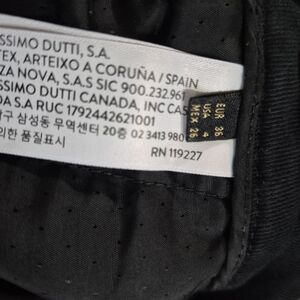 SSIMO DUTTI, S.A.
TEX, ARTEIXO A CORUÑA / SPAIN
ZA NOVA, S.A.S SIC 900.232.961
SSIMO DUTTI CANADA, INC CAS
DA S.A RUC 1792442621001
구 삼성동 무역센터 20층 02 3413 980
의한 품질표시
RN 119227
EUR 36
USA 4
MEX 26